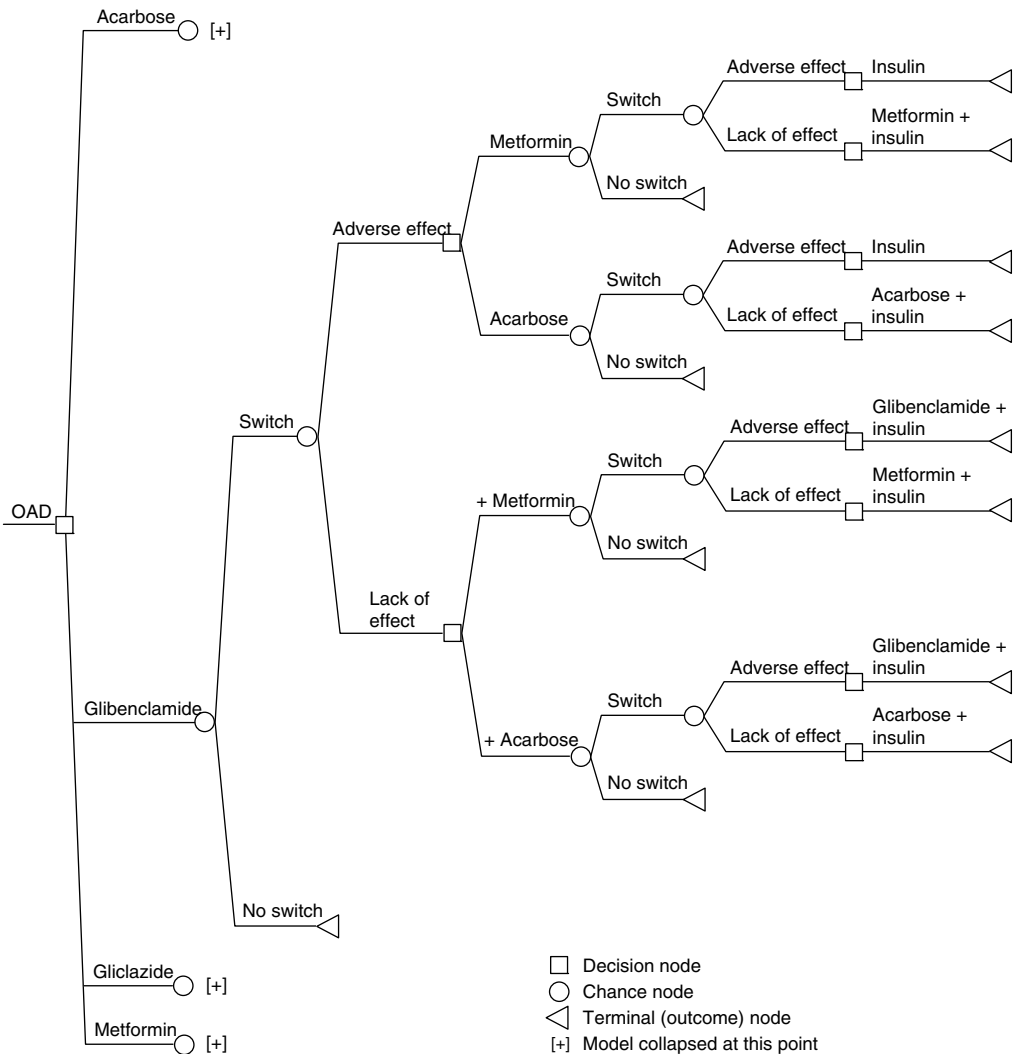 Acarbose
[+]
Adverse effect
Insulin
Switch
Lack of effect
Metformin +
insulin
Metformin
No switch
Adverse effect
Adverse effect
Insulin
Switch
Lack of effect
Acarbose +
insulin
Acarbose
No switch
Switch
Adverse effect
Glibenclamide +
insulin
Switch
Lack of effect
Metformin +
insulin
+ Metformin
No switch
OAD
Lack of
effect
Adverse effect
Glibenclamide +
insulin
Switch
Lack of effect
Acarbose +
insulin
+ Acarbose
No switch
Glibenclamide
No switch
Gliclazide
[+]
Metformin
[+]
Decision node
Chance node
Terminal (outcome) node
[+] Model collapsed at this point